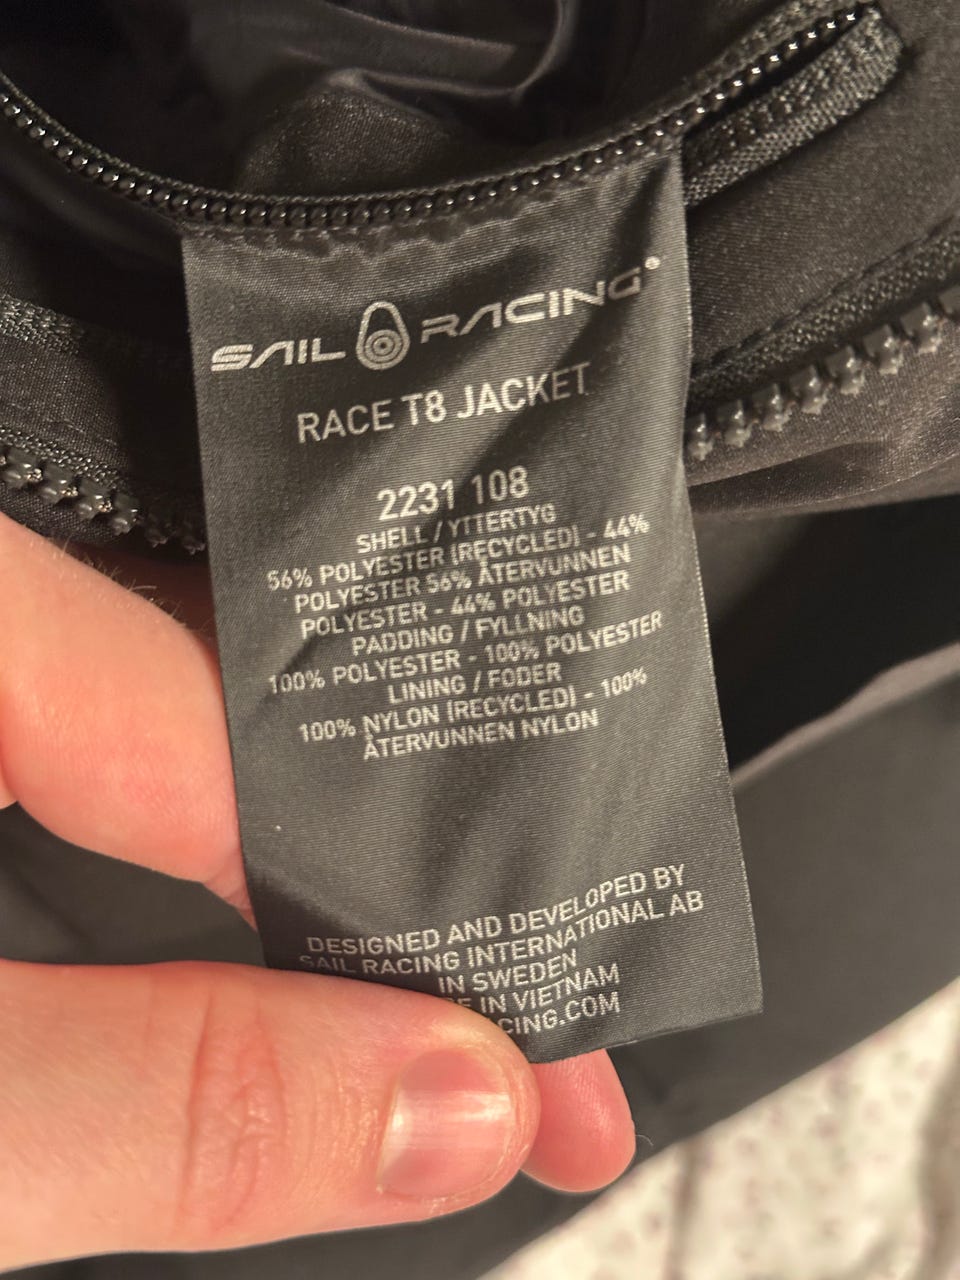 SAIL RACING®
RACE T8 JACKET
2231 108
SHELL / YTTERTYG
56% POLYESTER (RECYCLED) - 44%
POLYESTER 56% ÅTERVUNNEN
POLYESTER - 44% POLYESTER
PADDING / FYLLNING
100% POLYESTER - 100% POLYESTER
LINING / FODER
100% NYLON (RECYCLED) - 100%
ÅTERVUNNEN NYLON
DESIGNED AND DEVELOPED BY
SAIL RACING INTERNATIONAL AB
IN SWEDEN
IN VIETNAM
CING.COM